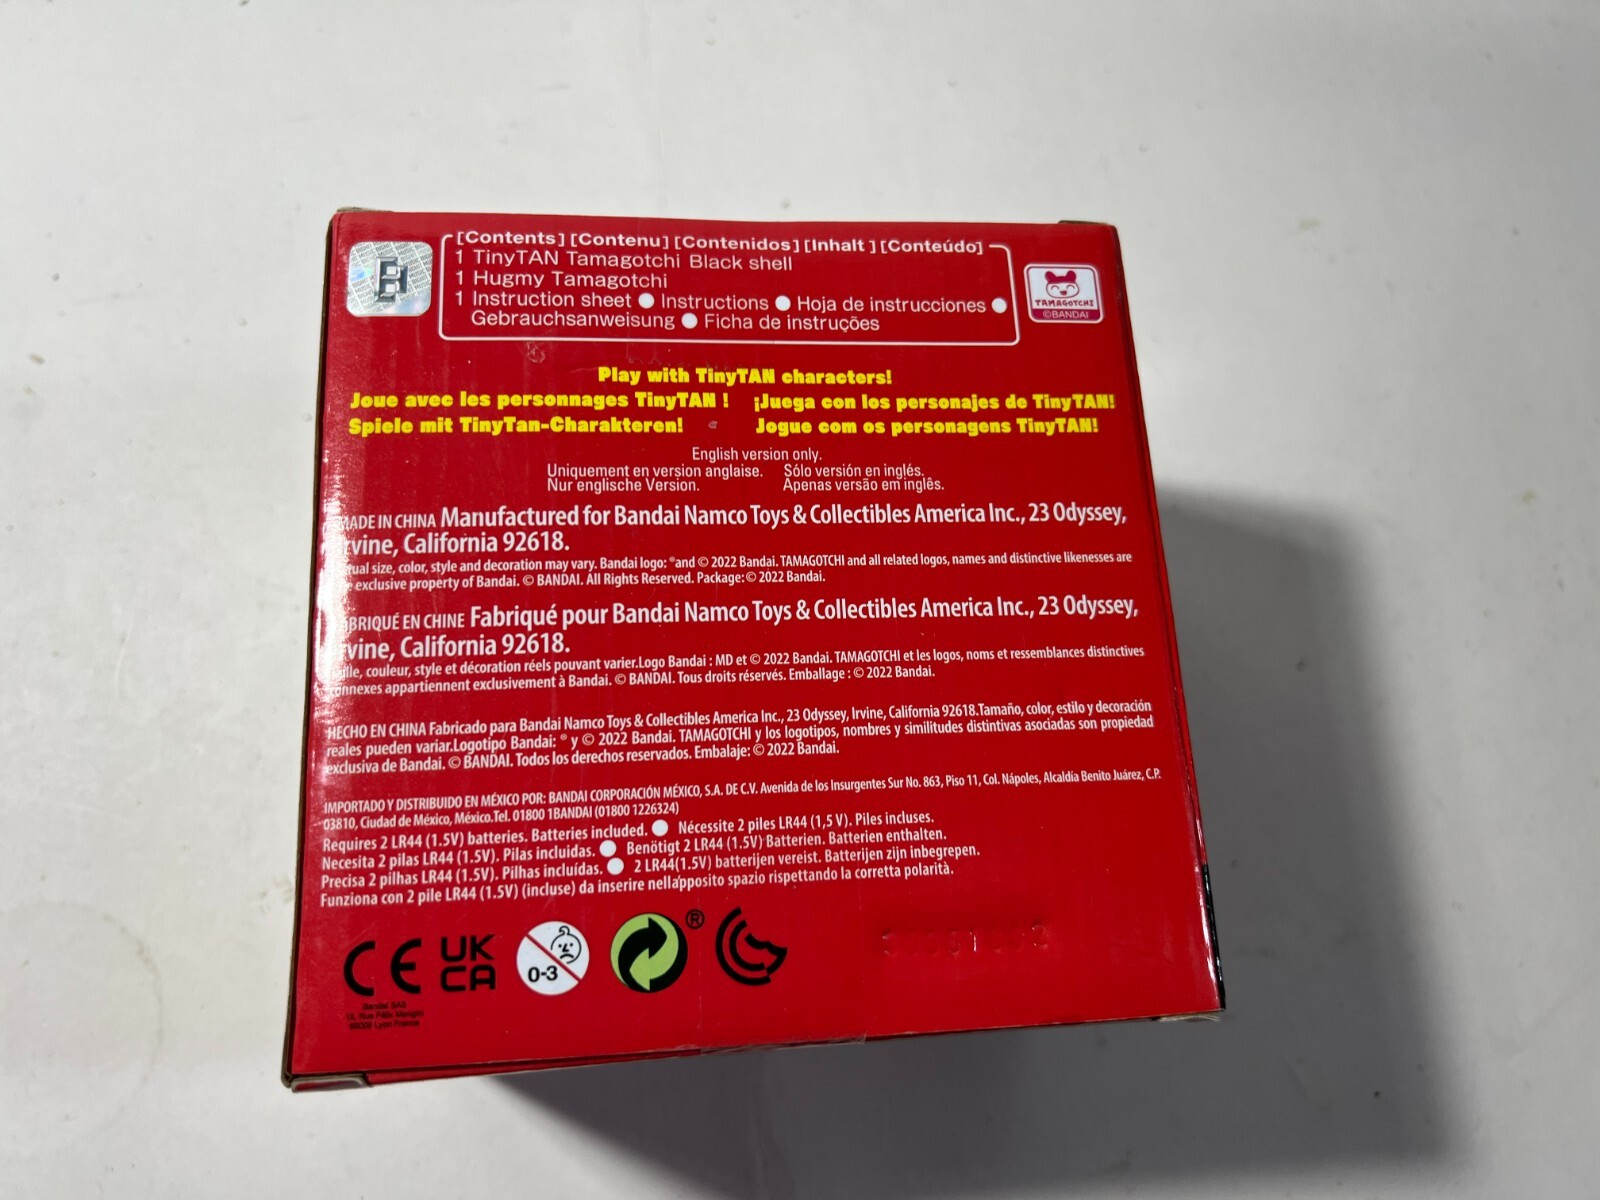 [Contents] [Contenu] [Contenidos] [Inhalt ] [Conteúdo]
1 TinyTAN Tamagotchi Black shell
1 Hugmy Tamagotchi
1 Instruction sheet ● Instructions ● Hoja de instrucciones ●
Gebrauchsanweisung ● Ficha de instruções
TAMAGOTCHI
©BANDAI
Play with TinyTAN characters!
Joue avec les personnages TinyTAN ! ¡Juega con los personajes de TinyTAN!
Spiele mit TinyTan-Charakteren! Jogue com os personagens TinyTAN!
English version only.
Uniquement en version anglaise. Sólo versión en inglés.
Nur englische Version. Apenas versão em inglês.
MADE IN CHINA Manufactured for Bandai Namco Toys & Collectibles America Inc., 23 Odyssey,
Irvine, California 92618.
size, color, style and decoration may vary. Bandai logo: ®and © 2022 Bandai. TAMAGOTCHI and all related logos, names and distinctive likenesses are
exclusive property of Bandai. © BANDAI. All Rights Reserved. Package: © 2022 Bandai.
FABRIQUÉ EN CHINE Fabriqué pour Bandai Namco Toys & Collectibles America Inc., 23 Odyssey,
Irvine, California 92618.
couleur, style et décoration réels pouvant varier.Logo Bandai : MD et © 2022 Bandai. TAMAGOTCHI et les logos, noms et ressemblances distinctives
connexes appartiennent exclusivement à Bandai. © BANDAI. Tous droits réservés. Emballage : © 2022 Bandai.
HECHO EN CHINA Fabricado para Bandai Namco Toys & Collectibles America Inc., 23 Odyssey, Irvine, California 92618.Tamaño, color, estilo y decoración
reales pueden variar.Logotipo Bandai: ® y © 2022 Bandai. TAMAGOTCHI y los logotipos, nombres y similitudes distintivas asociadas son propiedad
exclusiva de Bandai. © BANDAI. Todos los derechos reservados. Embalaje: © 2022 Bandai.
IMPORTADO Y DISTRIBUIDO EN MÉXICO POR: BANDAI CORPORACIÓN MÉXICO, S.A. DE C.V. Avenida de los Insurgentes Sur No. 863, Piso 11, Col. Nápoles, Alcaldía Benito Juárez, C.P.
03810, Ciudad de México, México.Tel. 01800 1BANDAI (01800 1226324)
Requires 2 LR44 (1.5V) batteries. Batteries included. ● Nécessite 2 piles LR44 (1,5 V). Piles incluses.
Necesita 2 pilas LR44 (1.5V). Pilas incluidas. ● Benötigt 2 LR44 (1.5V) Batterien. Batterien enthalten.
Precisa 2 pilhas LR44 (1.5V). Pilhas incluídas. ● 2 LR44(1.5V) batterijen vereist. Batterijen zijn inbegrepen.
Funziona con 2 pile LR44 (1.5V) (incluse) da inserire nell'apposito spazio rispettando la corretta polarità.
CE UK
CA
0-3
®
Bandai SAS